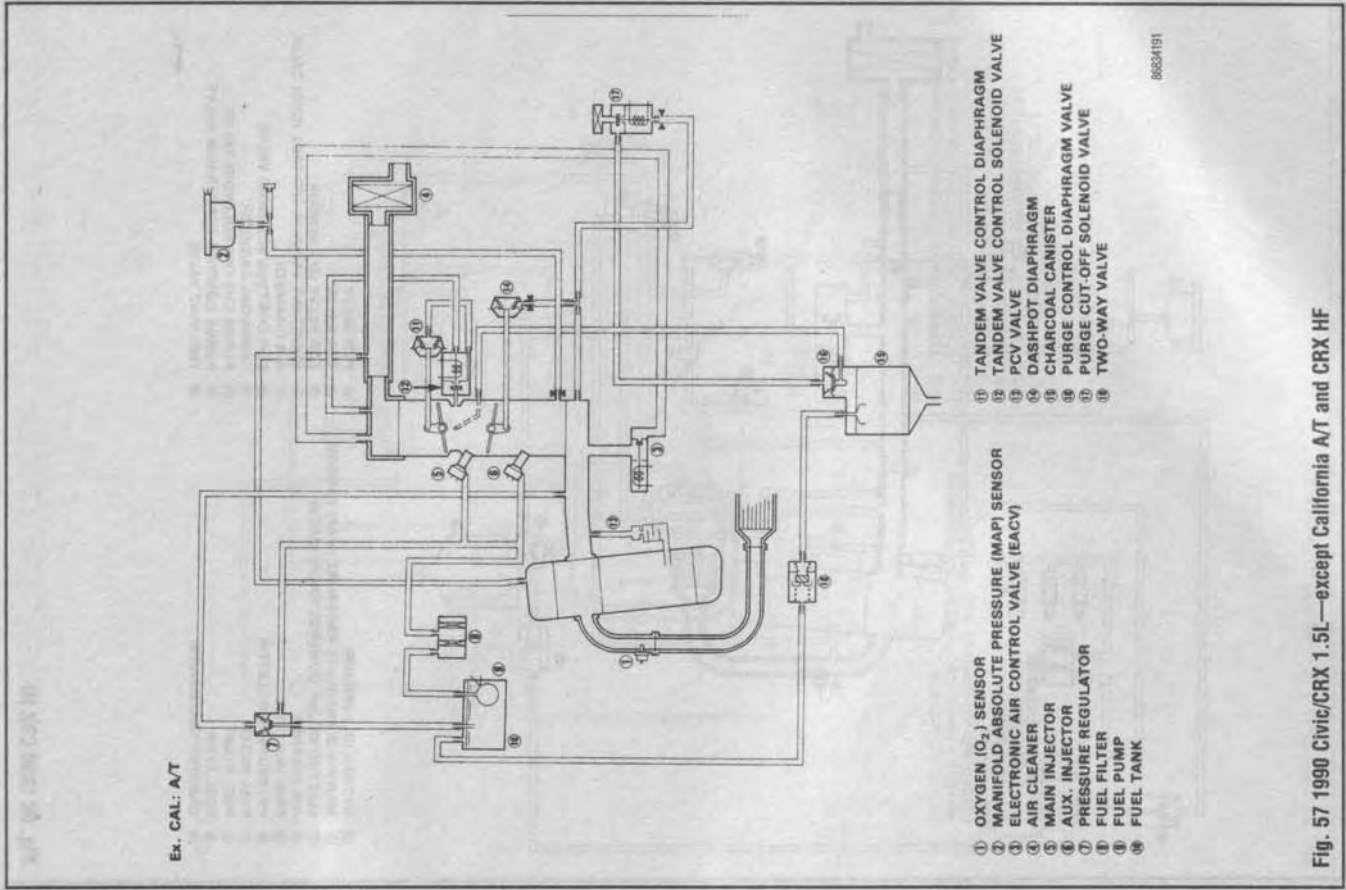 Ex. CAL: A/T
① OXYGEN (O₂) SENSOR
② MANIFOLD ABSOLUTE PRESSURE (MAP) SENSOR
③ ELECTRONIC AIR CONTROL VALVE (EACV)
④ AIR CLEANER
⑤ MAIN INJECTOR
⑥ AUX. INJECTOR
⑦ PRESSURE REGULATOR
⑧ FUEL FILTER
⑨ FUEL PUMP
⑩ FUEL TANK
⑪ TANDEM VALVE CONTROL DIAPHRAGM
⑫ TANDEM VALVE CONTROL SOLENOID VALVE
⑬ PCV VALVE
⑭ DASHPOT DIAPHRAGM
⑮ CHARCOAL CANISTER
⑯ PURGE CONTROL DIAPHRAGM VALVE
⑰ PURGE CUT-OFF SOLENOID VALVE
⑱ TWO-WAY VALVE
86834191
Fig. 57 1990 Civic/CRX 1.5L—except California A/T and CRX HF